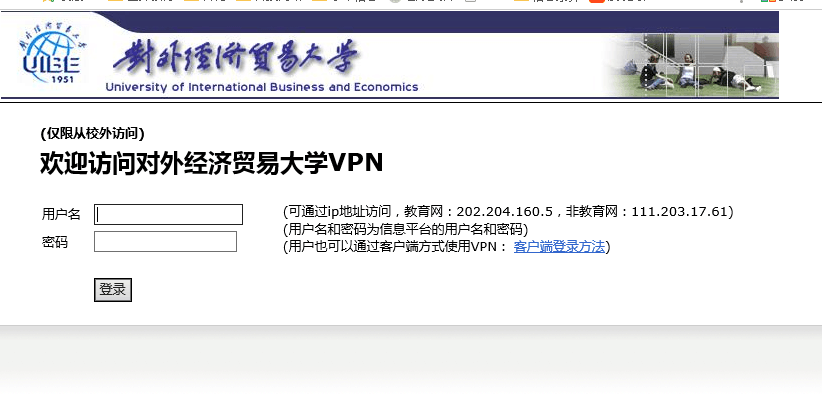 UIBE
1951
對外經济贸易大学
University of International Business and Economics
(仅限从校外访问)
欢迎访问对外经济贸易大学VPN
用户名
(可通过ip地址访问，教育网：202.204.160.5，非教育网：111.203.17.61)
(用户名和密码为信息平台的用户名和密码)
密码
(用户也可以通过客户端方式使用VPN： 客户端登录方法)
登录